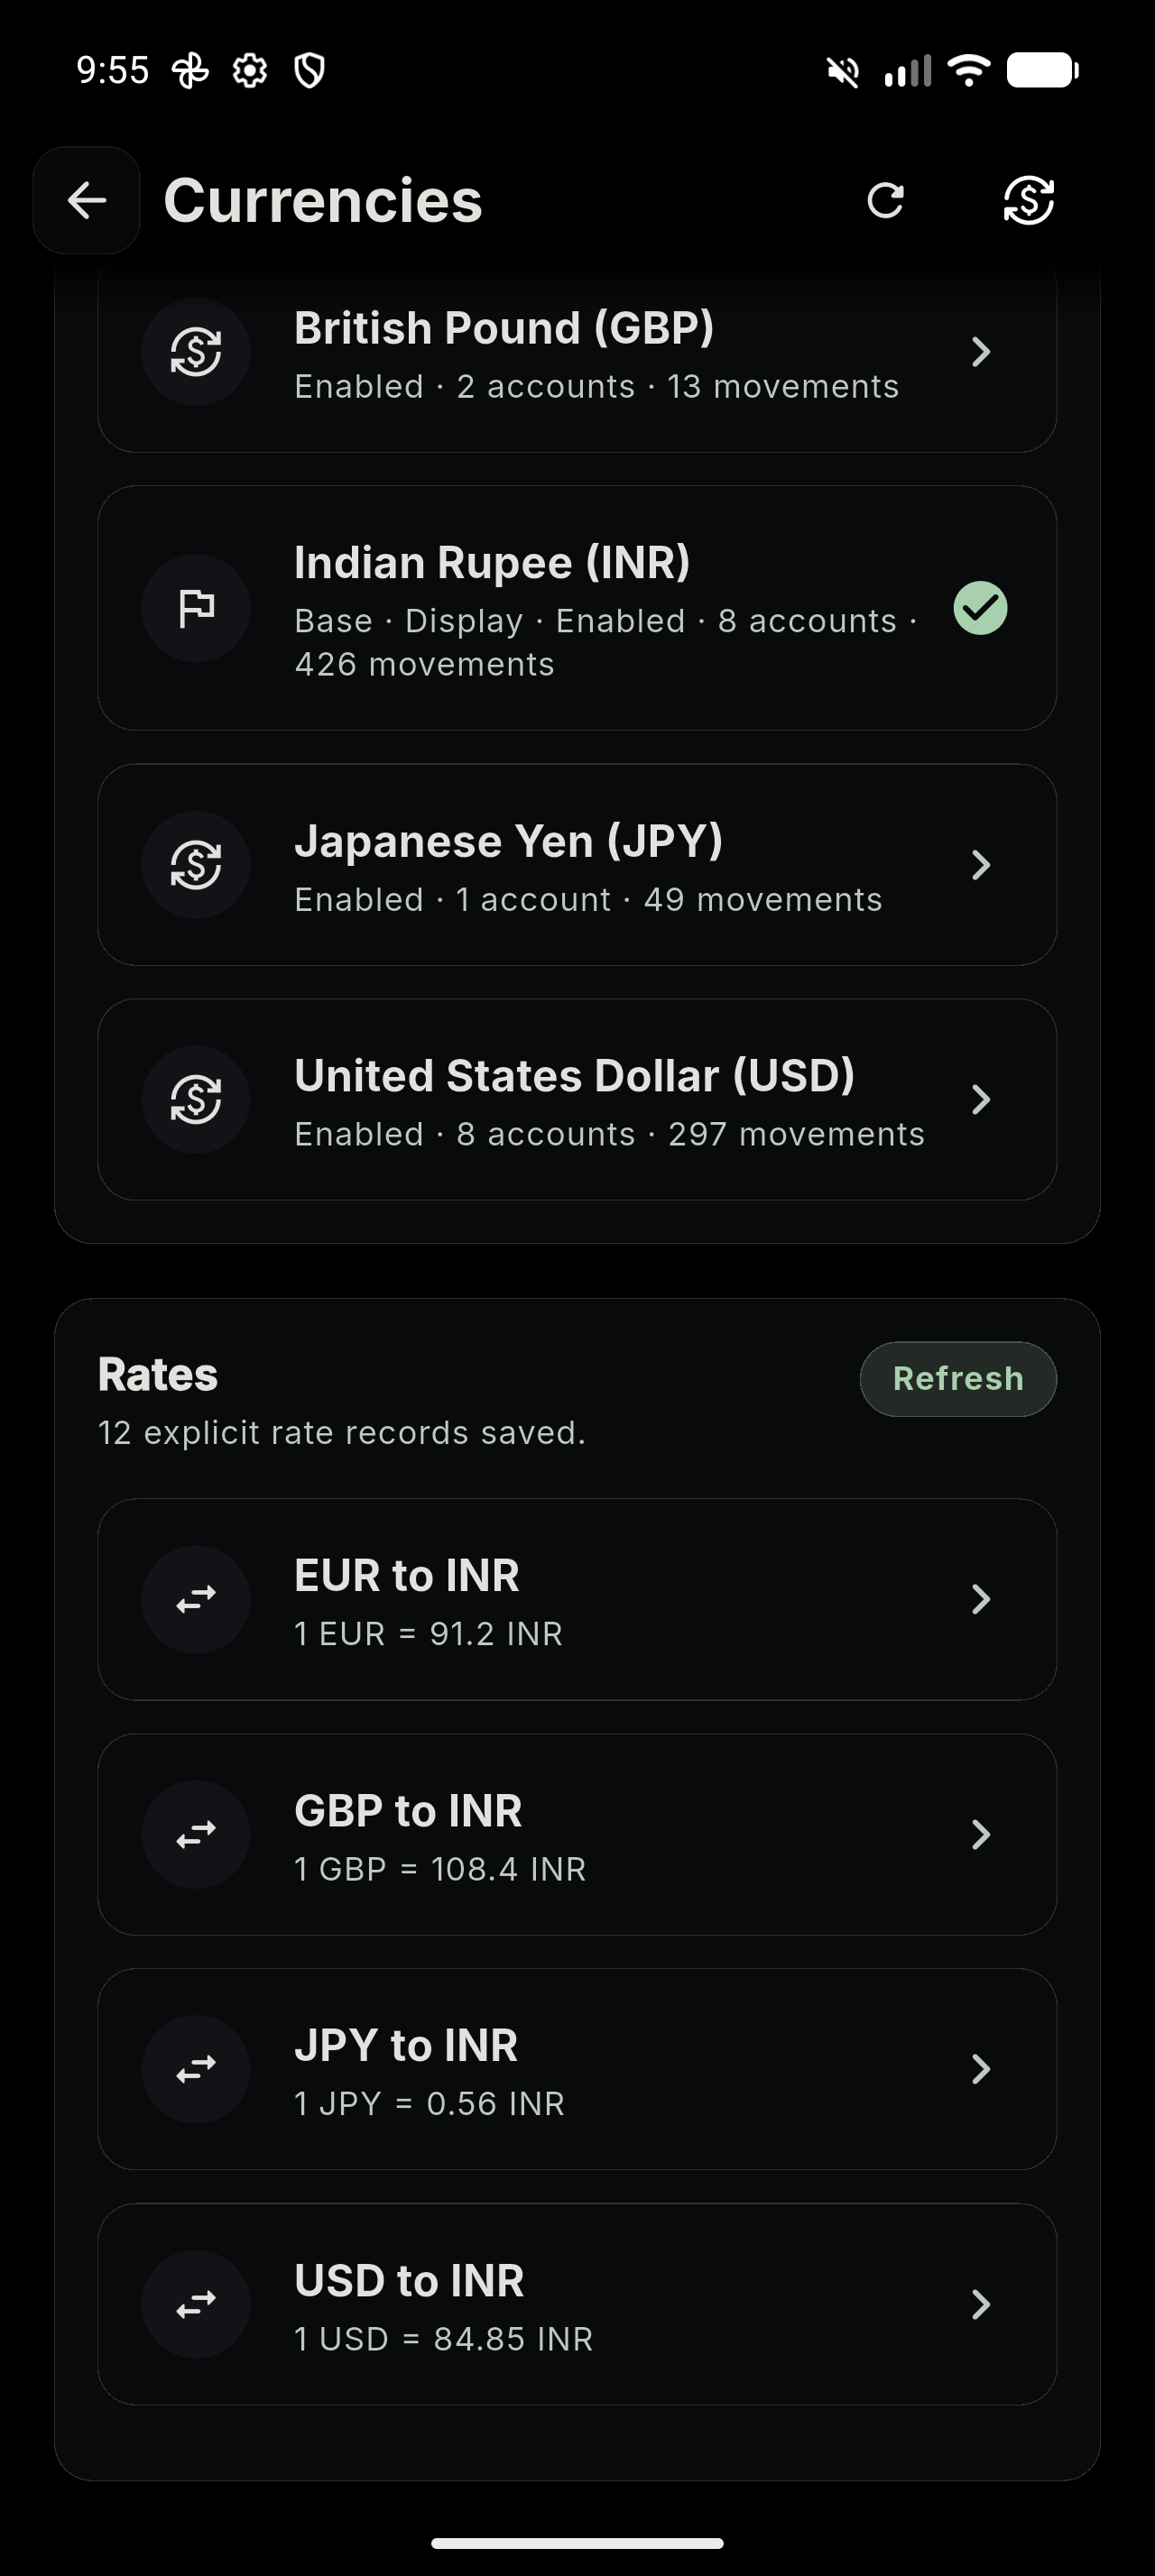 9:55
Currencies
British Pound (GBP)
Enabled · 2 accounts · 13 movements
Indian Rupee (INR)
Base · Display · Enabled · 8 accounts ·
426 movements
Japanese Yen (JPY)
Enabled · 1 account · 49 movements
United States Dollar (USD)
Enabled · 8 accounts · 297 movements
Rates
Refresh
12 explicit rate records saved.
EUR to INR
1 EUR = 91.2 INR
GBP to INR
1 GBP = 108.4 INR
JPY to INR
1 JPY = 0.56 INR
USD to INR
1 USD = 84.85 INR